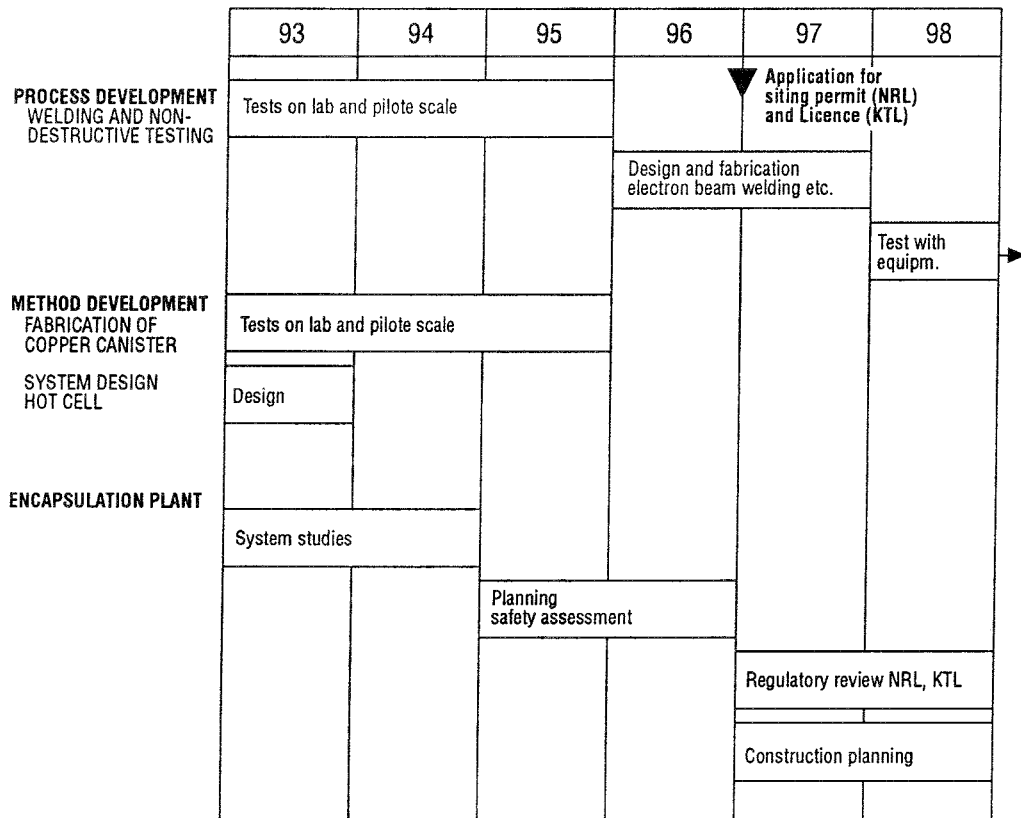 93 94 95 96 97 98
Application for
siting permit (NRL)
and Licence (KTL)
PROCESS DEVELOPMENT
WELDING AND NON-
DESTRUCTIVE TESTING
Tests on lab and pilote scale
Design and fabrication
electron beam welding etc.
Test with
equipm.
METHOD DEVELOPMENT
FABRICATION OF
COPPER CANISTER
Tests on lab and pilote scale
SYSTEM DESIGN
HOT CELL
Design
ENCAPSULATION PLANT
System studies
Planning
safety assessment
Regulatory review NRL, KTL
Construction planning